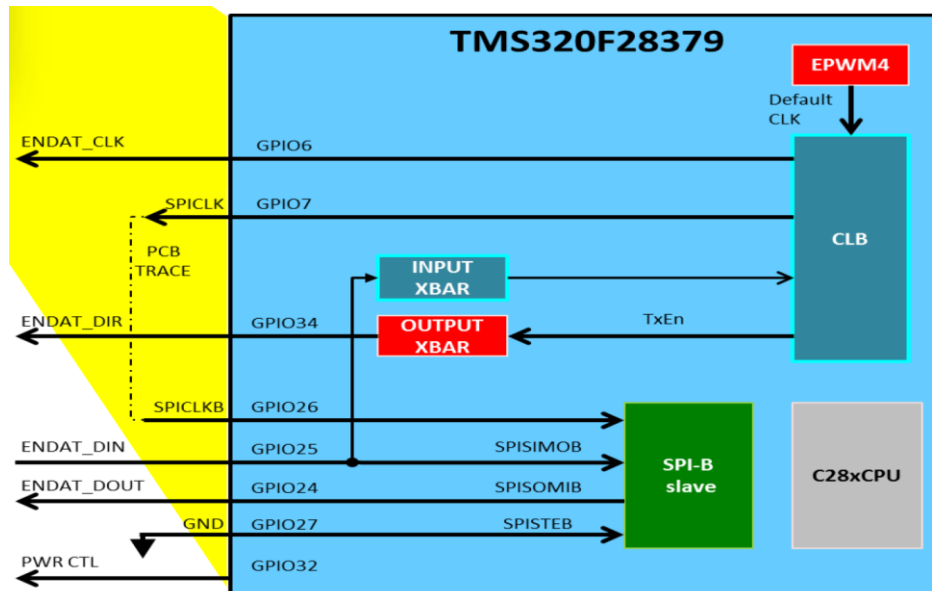 TMS320F28379
EPWM4
Default
CLK
ENDAT_CLK
GPIO6
SPICLK
GPIO7
CLB
PCB
TRACE
INPUT
XBAR
ENDAT_DIR
GPIO34
OUTPUT
XBAR
TxEn
SPICLKB
GPIO26
ENDAT_DIN
GPIO25
SPISIMOB
SPI-B
slave
C28xCPU
ENDAT_DOUT
GPIO24
SPISOMIB
GND
GPIO27
SPISTEB
PWR CTL
GPIO32